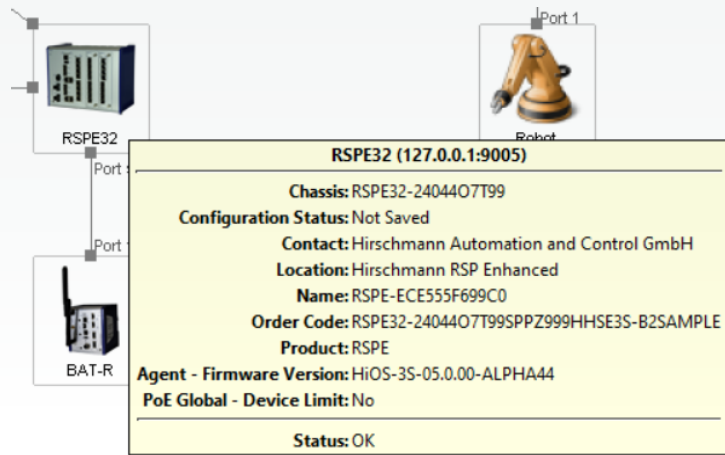 Port 1
RSPE32
Robot
RSPE32 (127.0.0.1:9005)
Port
Chassis: RSPE32-24044O7T99
Configuration Status: Not Saved
Contact: Hirschmann Automation and Control GmbH
Port
Location: Hirschmann RSP Enhanced
Name: RSPE-ECE555F699C0
Order Code: RSPE32-24044O7T99SPPZ999HHSE3S-B2SAMPLE
Product: RSPE
BAT-R
Agent - Firmware Version: HiOS-3S-05.0.00-ALPHA44
PoE Global - Device Limit: No
Status: OK